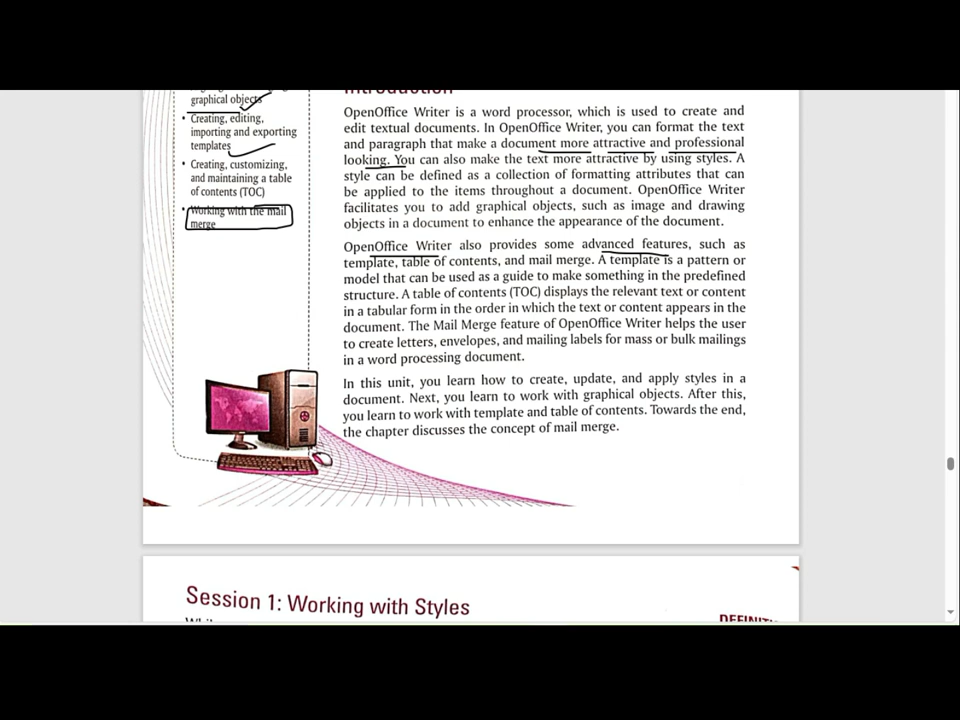 graphical objects
• Creating, editing,
importing and exporting
templates
• Creating, customizing,
and maintaining a table
of contents (TOC)
• Working with the mail
merge
Introduction
OpenOffice Writer is a word processor, which is used to create and
edit textual documents. In OpenOffice Writer, you can format the text
and paragraph that make a document more attractive and professional
looking. You can also make the text more attractive by using styles. A
style can be defined as a collection of formatting attributes that can
be applied to the items throughout a document. OpenOffice Writer
facilitates you to add graphical objects, such as image and drawing
objects in a document to enhance the appearance of the document.
OpenOffice Writer also provides some advanced features, such as
template, table of contents, and mail merge. A template is a pattern or
model that can be used as a guide to make something in the predefined
structure. A table of contents (TOC) displays the relevant text or content
in a tabular form in the order in which the text or content appears in the
document. The Mail Merge feature of OpenOffice Writer helps the user
to create letters, envelopes, and mailing labels for mass or bulk mailings
in a word processing document.
In this unit, you learn how to create, update, and apply styles in a
document. Next, you learn to work with graphical objects. After this,
you learn to work with template and table of contents. Towards the end,
the chapter discusses the concept of mail merge.
Session 1: Working with Styles